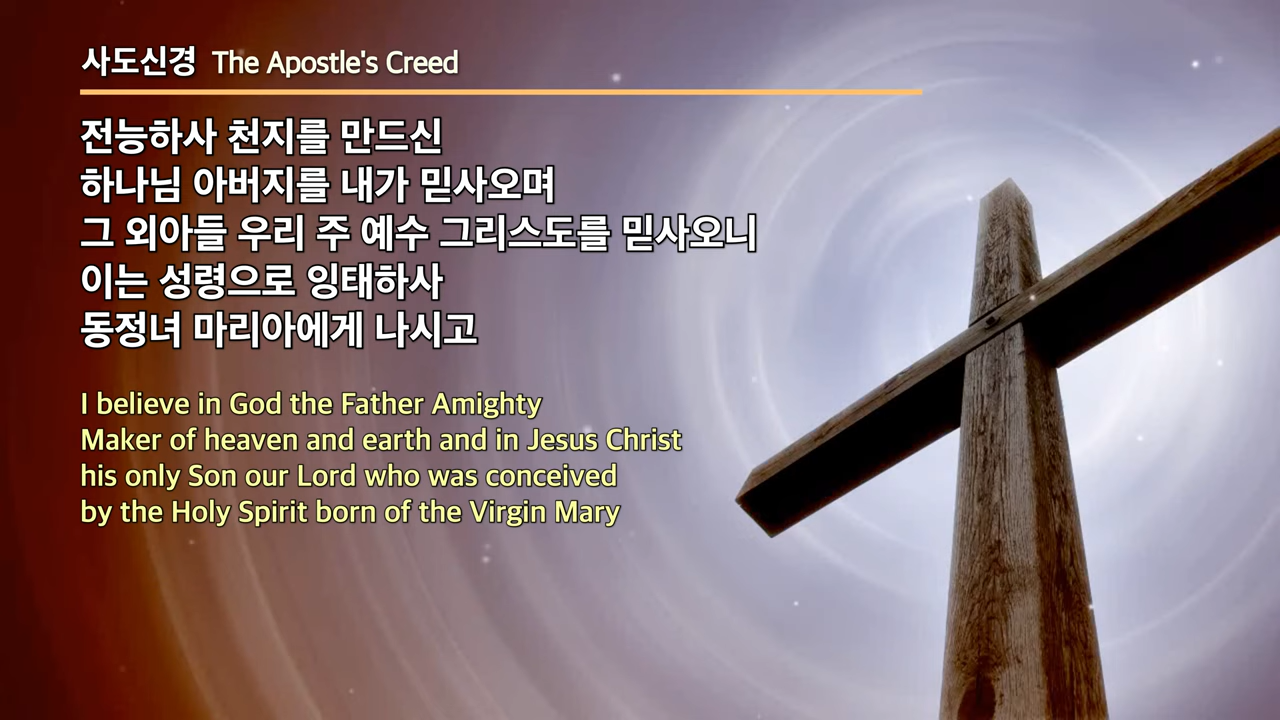 사도신경 The Apostle's Creed
전능하사 천지를 만드신
하나님 아버지를 내가 믿사오며
그 외아들 우리 주 예수 그리스도를 믿사오니
이는 성령으로 잉태하사
동정녀 마리아에게 나시고
I believe in God the Father Amighty
Maker of heaven and earth and in Jesus Christ
his only Son our Lord who was conceived
by the Holy Spirit born of the Virgin Mary